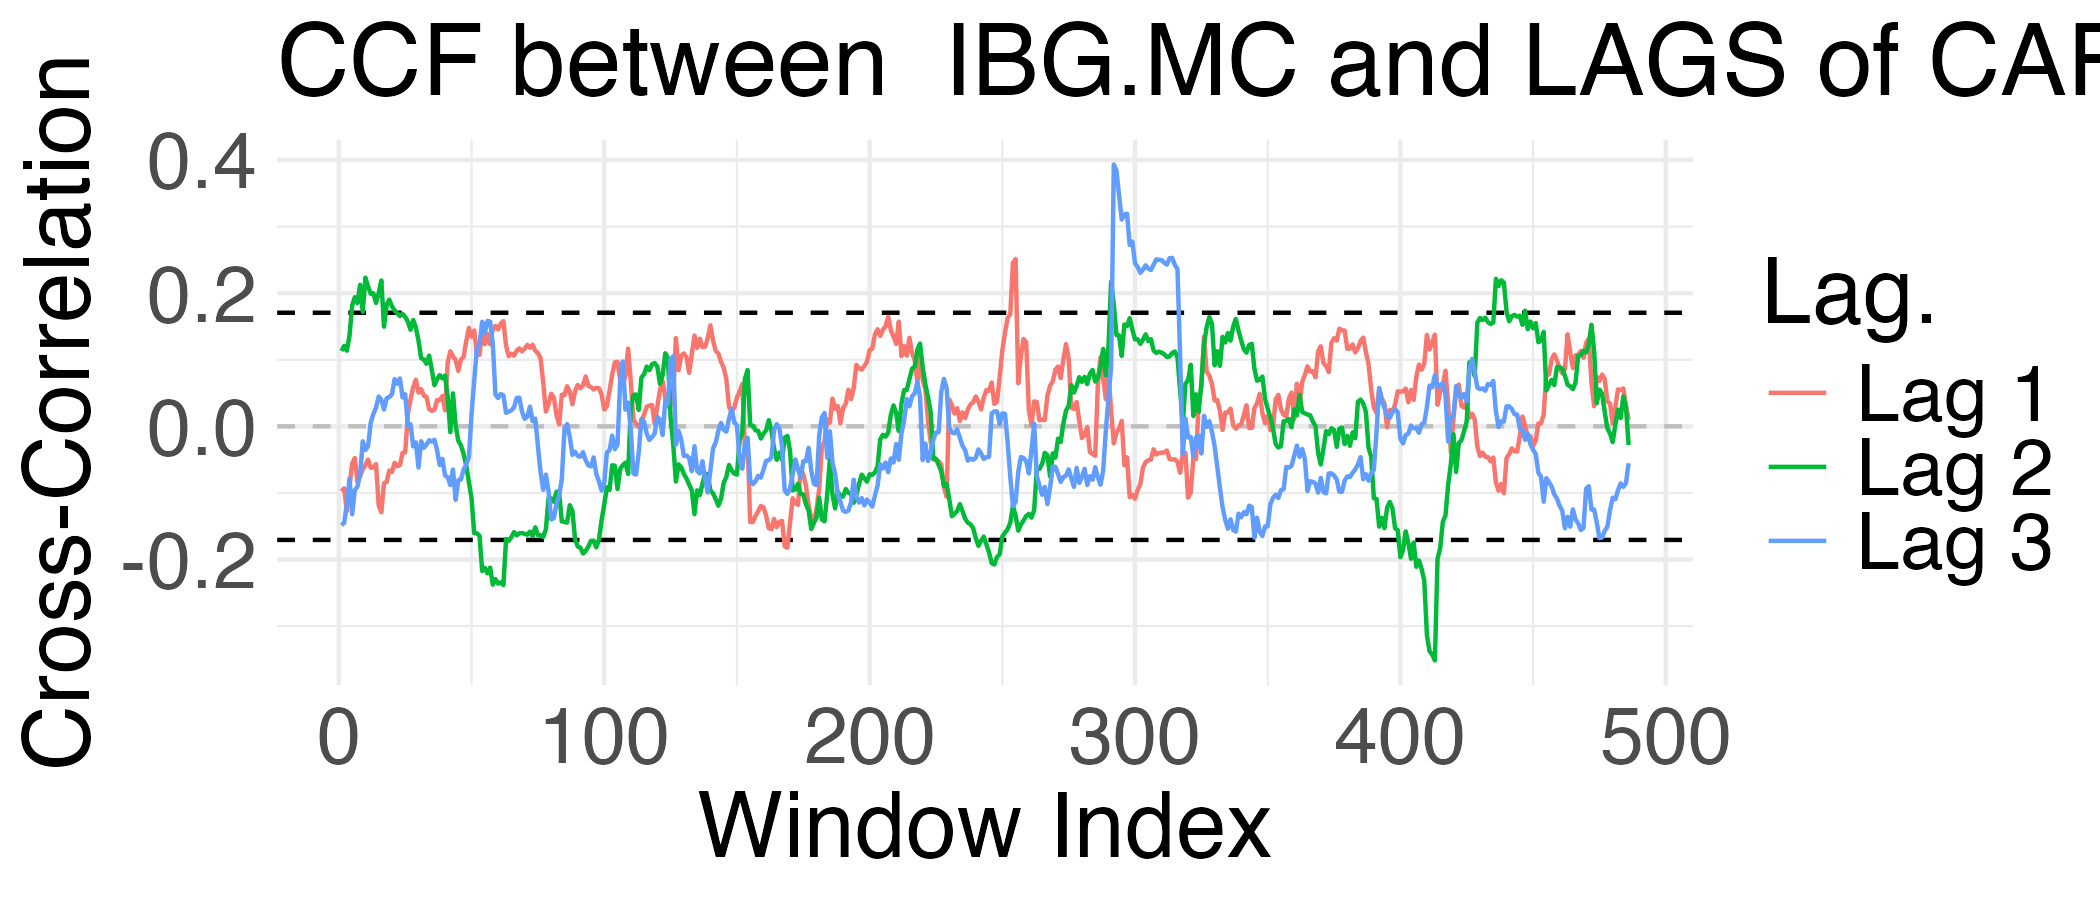 CCF between IBG.MC and LAGS of CAR
Cross-Correlation
0.4
0.2
0.0
-0.2
0 100 200 300 400 500
Window Index
Lag.
Lag 1
Lag 2
Lag 3